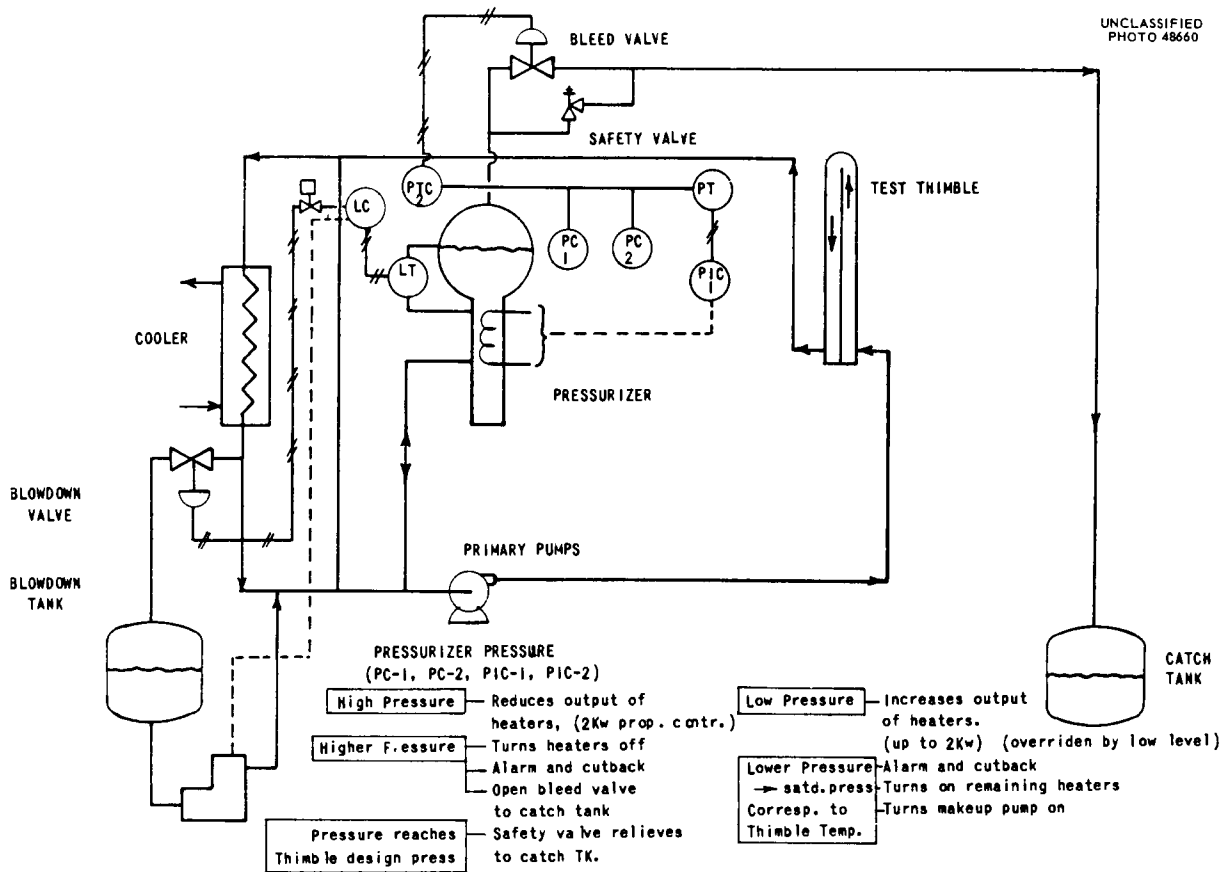 UNCLASSIFIED
PHOTO 48660
BLEED VALVE
SAFETY VALVE
PTC
2
PT
LC
PC
1
PC
2
LT
PIC
1
TEST THIMBLE
COOLER
PRESSURIZER
BLOWDOWN
VALVE
PRIMARY PUMPS
BLOWDOWN
TANK
CATCH
TANK
PRESSURIZER PRESSURE
(PC-1, PC-2, PIC-1, PIC-2)
High Pressure
Reduces output of
heaters, (2Kw prop. contr.)
Higher Pressure
Turns heaters off
Alarm and cutback
Open bleed valve
to catch tank
Pressure reaches
Thimble design press
Safety valve relieves
to catch TK.
Low Pressure
Increases output
of heaters.
(up to 2Kw) (overriden by low level)
Lower Pressure
→ satd.press
Corresp. to
Thimble Temp.
Alarm and cutback
Turns on remaining heaters
Turns makeup pump on